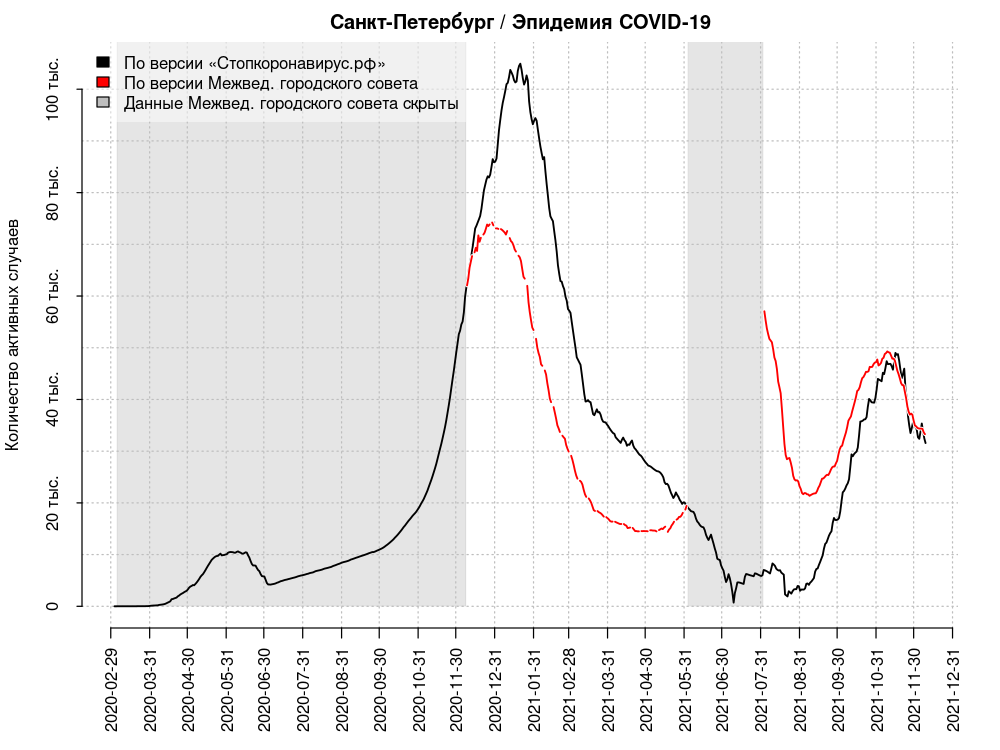 Санкт-Петербург / Эпидемия COVID-19
По версии «Стопкоронавирус.рф»
По версии Межвед. городского совета
Данные Межвед. городского совета скрыты
Количество активных случаев
100 тыс.
80 тыс.
60 тыс.
40 тыс.
20 тыс.
0
2020-02-29
2020-03-31
2020-04-30
2020-05-31
2020-06-30
2020-07-31
2020-08-31
2020-09-30
2020-10-31
2020-11-30
2020-12-31
2021-01-31
2021-02-28
2021-03-31
2021-04-30
2021-05-31
2021-06-30
2021-07-31
2021-08-31
2021-09-30
2021-10-31
2021-11-30
2021-12-31